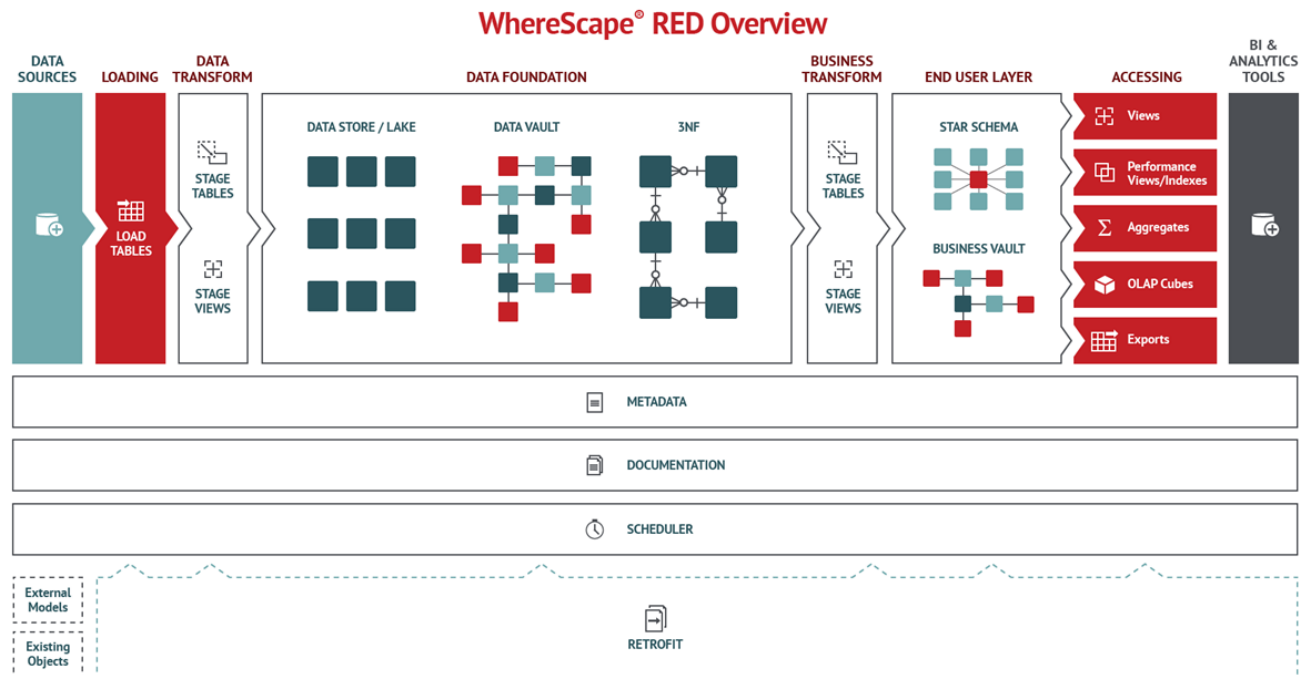 WhereScape® RED Overview
DATA
SOURCES
LOADING
DATA
TRANSFORM
DATA FOUNDATION
BUSINESS
TRANSFORM
END USER LAYER
ACCESSING
BI &
ANALYTICS
TOOLS
LOAD
TABLES
STAGE
TABLES
STAGE
VIEWS
DATA STORE / LAKE
DATA VAULT
3NF
STAGE
TABLES
STAGE
VIEWS
STAR SCHEMA
BUSINESS VAULT
Views
Performance
Views/Indexes
Aggregates
OLAP Cubes
Exports
METADATA
DOCUMENTATION
SCHEDULER
External
Models
Existing
Objects
RETROFIT